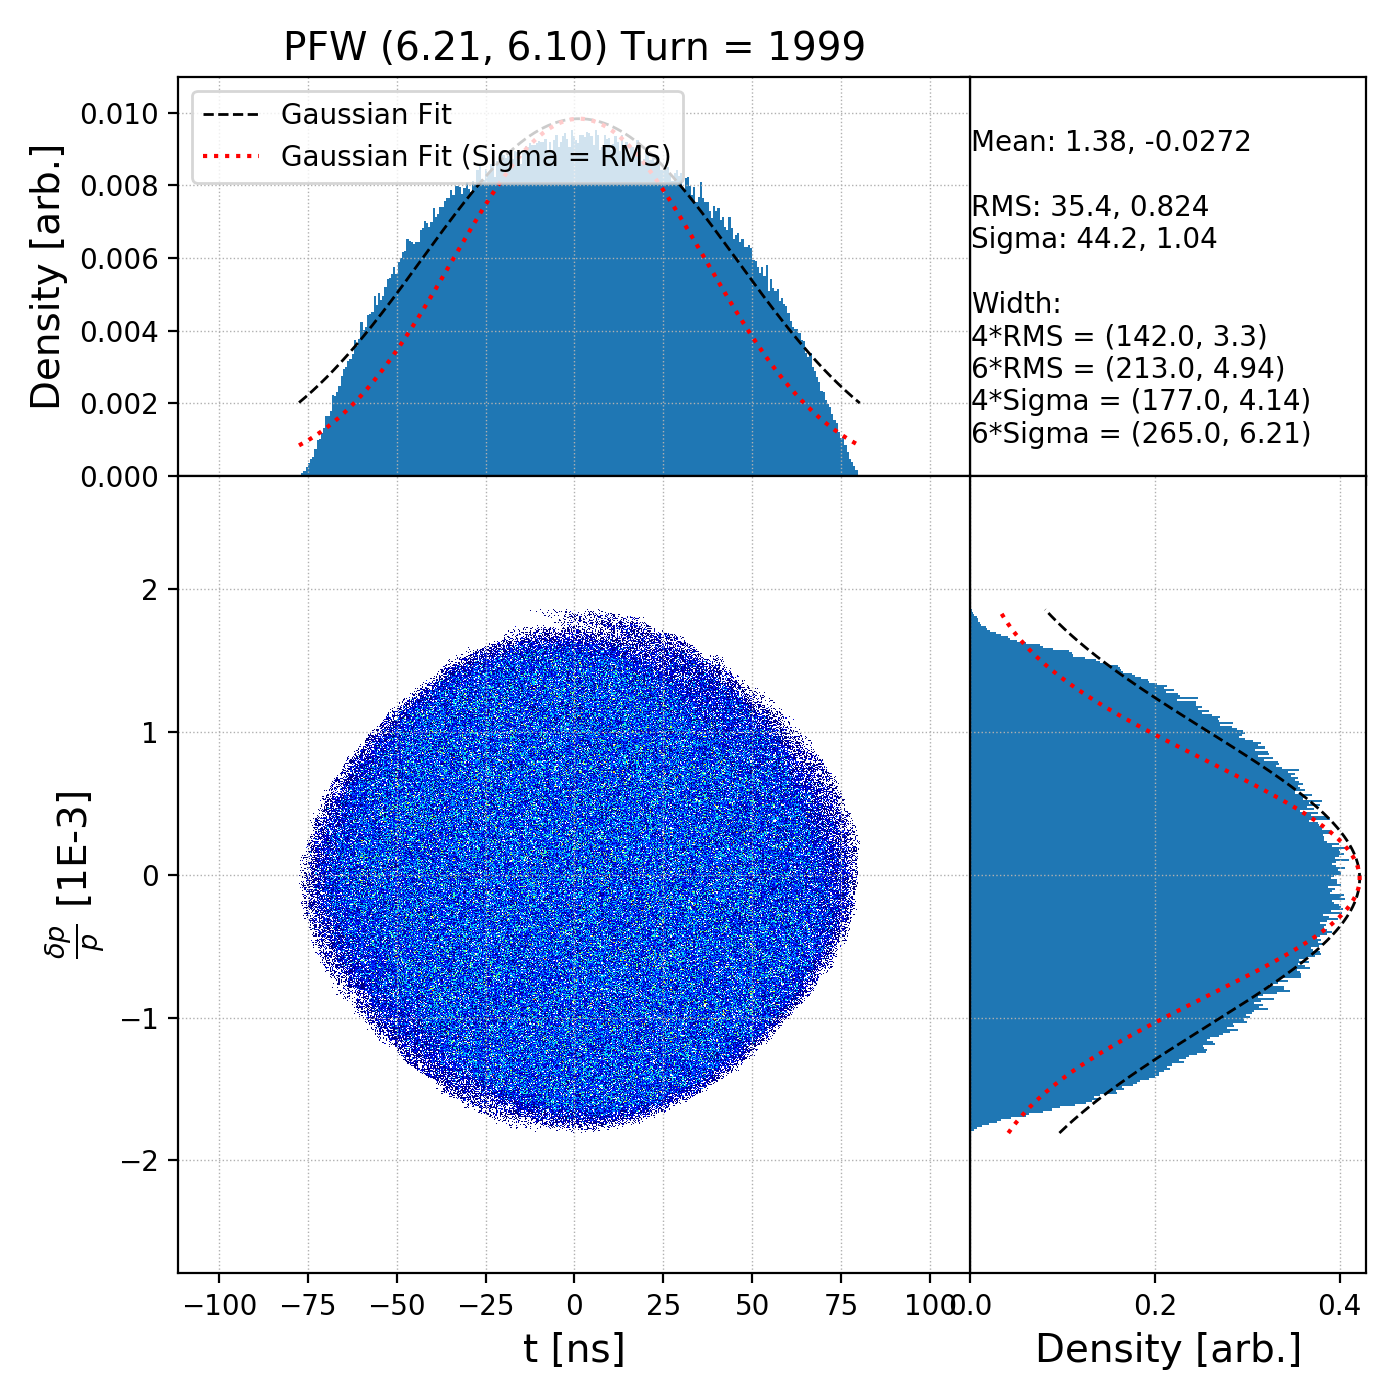 PFW (6.21, 6.10) Turn = 1999
Gaussian Fit
Gaussian Fit (Sigma = RMS)
0.010
0.008
0.006
0.004
0.002
0.000
Density [arb.]
Mean: 1.38, -0.0272
RMS: 35.4, 0.824
Sigma: 44.2, 1.04
Width:
4*RMS = (142.0, 3.3)
6*RMS = (213.0, 4.94)
4*Sigma = (177.0, 4.14)
6*Sigma = (265.0, 6.21)
2
1
0
−1
−2
δp/p [1E-3]
−100 −75 −50 −25 0 25 50 75 100
t [ns]
0.0 0.2 0.4
Density [arb.]